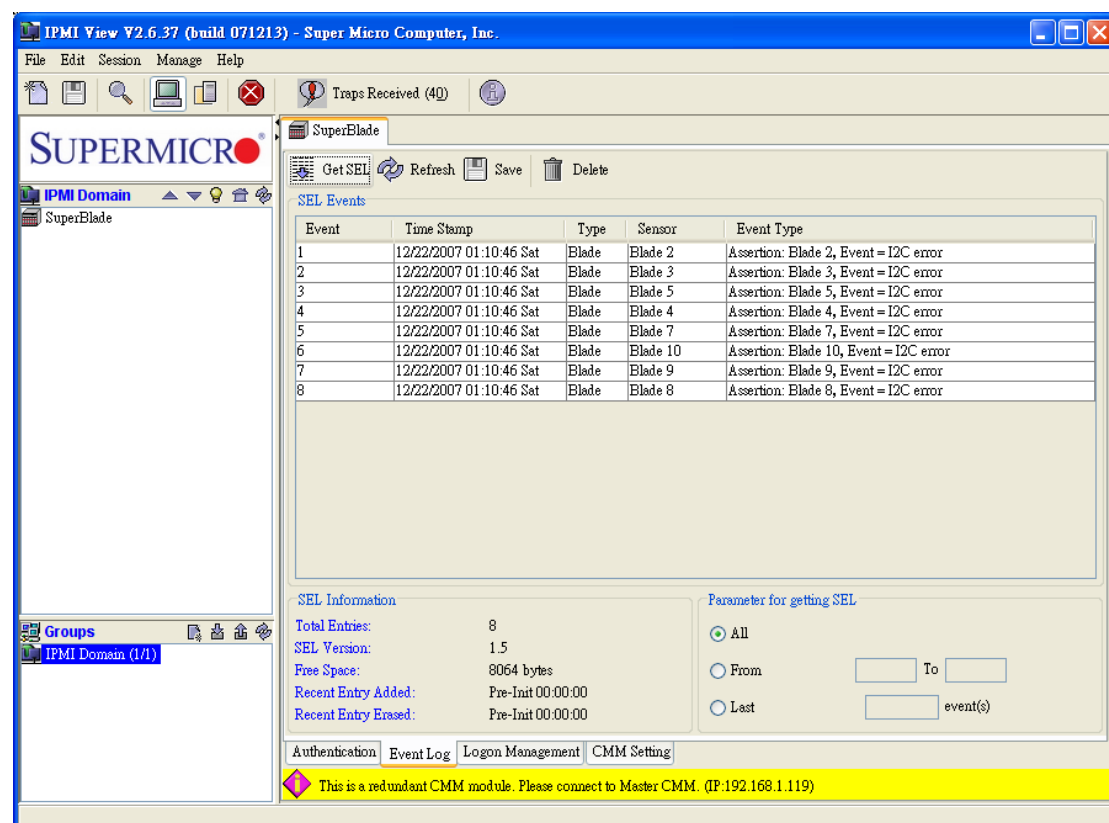 IPMI View V2.6.37 (build 071213) - Super Micro Computer, Inc.
File Edit Session Manage Help
Traps Received (40)
SUPERMICRO
IPMI Domain
SuperBlade
Groups
IPMI Domain (1/1)
SuperBlade
Get SEL Refresh Save Delete
SEL Events
Event Time Stamp Type Sensor Event Type
1 12/22/2007 01:10:46 Sat Blade Blade 2 Assertion: Blade 2, Event = I2C error
2 12/22/2007 01:10:46 Sat Blade Blade 3 Assertion: Blade 3, Event = I2C error
3 12/22/2007 01:10:46 Sat Blade Blade 5 Assertion: Blade 5, Event = I2C error
4 12/22/2007 01:10:46 Sat Blade Blade 4 Assertion: Blade 4, Event = I2C error
5 12/22/2007 01:10:46 Sat Blade Blade 7 Assertion: Blade 7, Event = I2C error
6 12/22/2007 01:10:46 Sat Blade Blade 10 Assertion: Blade 10, Event = I2C error
7 12/22/2007 01:10:46 Sat Blade Blade 9 Assertion: Blade 9, Event = I2C error
8 12/22/2007 01:10:46 Sat Blade Blade 8 Assertion: Blade 8, Event = I2C error
SEL Information
Total Entries: 8
SEL Version: 1.5
Free Space: 8064 bytes
Recent Entry Added: Pre-Init 00:00:00
Recent Entry Erased: Pre-Init 00:00:00
Parameter for getting SEL
All
From To
Last event(s)
Authentication Event Log Logon Management CMM Setting
This is a redundant CMM module. Please connect to Master CMM. (IP:192.168.1.119)